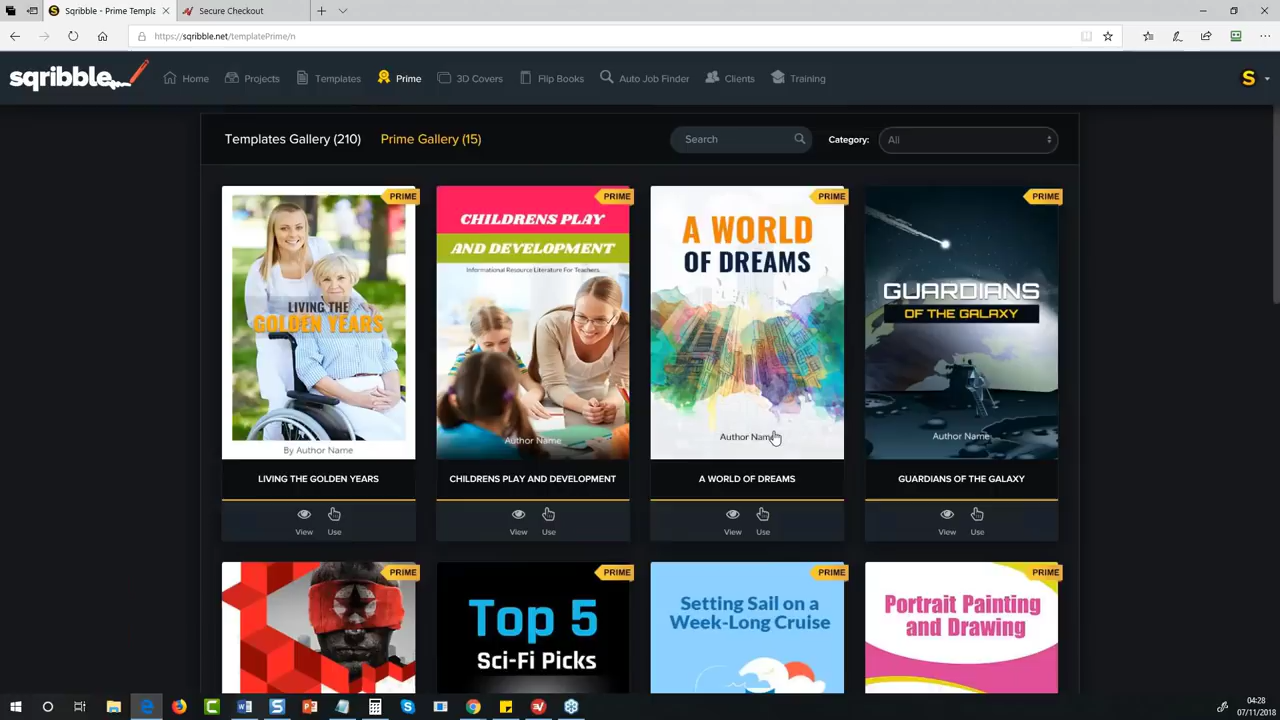 Sqribble - Prime Templa
Secure Checkout
https://sqribble.net/templatePrime/n
sqribble
Home
Projects
Templates
Prime
3D Covers
Flip Books
Auto Job Finder
Clients
Training
S
Templates Gallery (210)
Prime Gallery (15)
Search
Category:
All
PRIME
LIVING THE
GOLDEN YEARS
By Author Name
LIVING THE GOLDEN YEARS
View
Use
PRIME
CHILDRENS PLAY
AND DEVELOPMENT
Informational Resource Literature For Teachers
Author Name
CHILDRENS PLAY AND DEVELOPMENT
View
Use
PRIME
A WORLD
OF DREAMS
Author Name
A WORLD OF DREAMS
View
Use
PRIME
GUARDIANS
OF THE GALAXY
Author Name
GUARDIANS OF THE GALAXY
View
Use
PRIME
PRIME
Top 5
Sci-Fi Picks
PRIME
Setting Sail on a
Week-Long Cruise
PRIME
Portrait Painting
and Drawing
04:28
07/11/2018